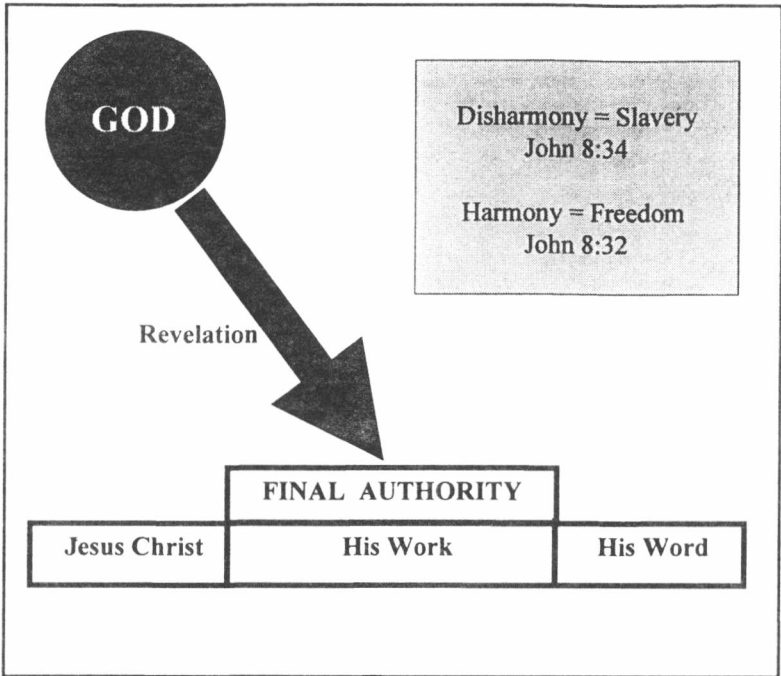 GOD
Disharmony = Slavery
John 8:34
Harmony = Freedom
John 8:32
Revelation
FINAL AUTHORITY
Jesus Christ
His Work
His Word